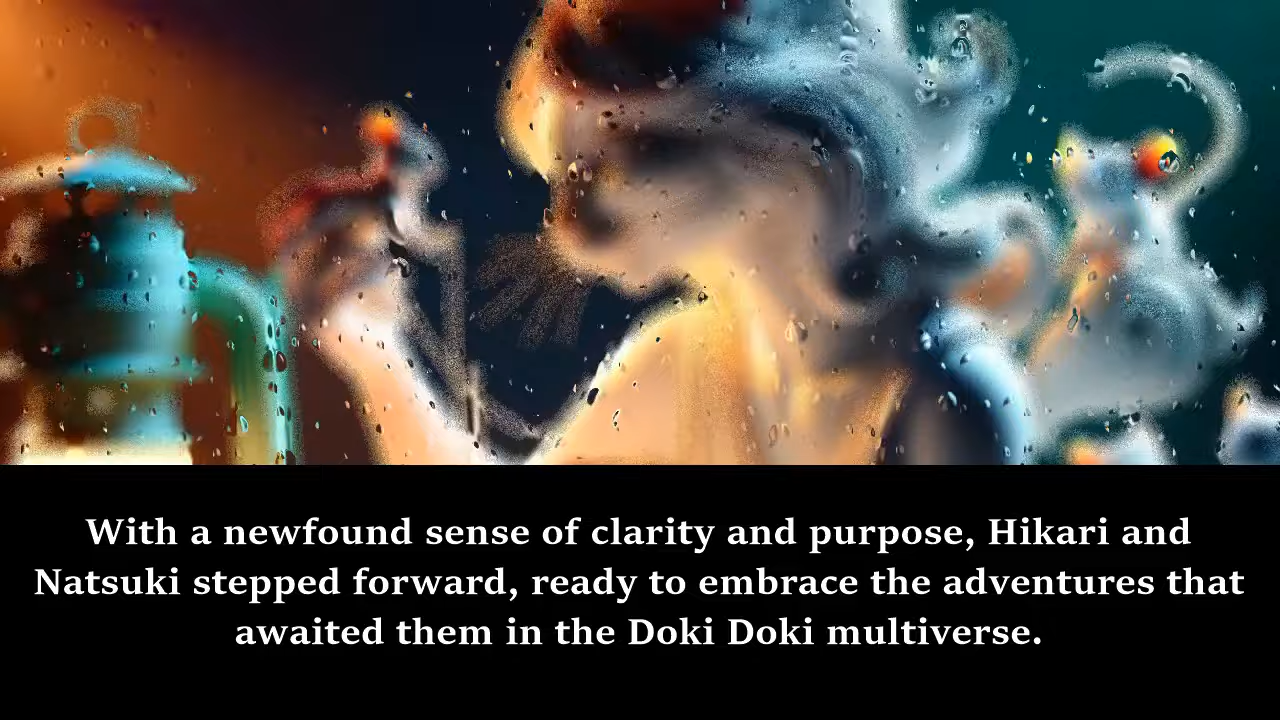 With a newfound sense of clarity and purpose, Hikari and
Natsuki stepped forward, ready to embrace the adventures that
awaited them in the Doki Doki multiverse.